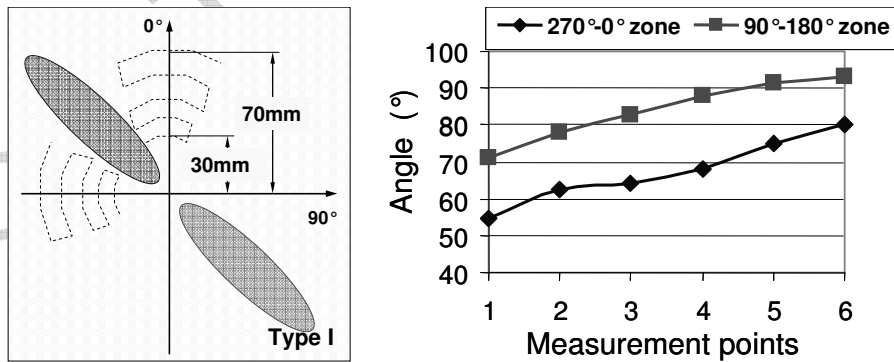 0°
70mm
30mm
90°
Type I
270°-0° zone
90°-180° zone
100
90
80
70
60
50
40
Angle (°)
1 2 3 4 5 6
Measurement points